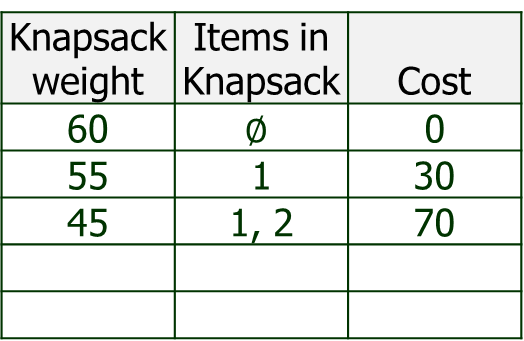 Knapsack weight | Items in Knapsack | Cost
60 | ∅ | 0
55 | 1 | 30
45 | 1, 2 | 70